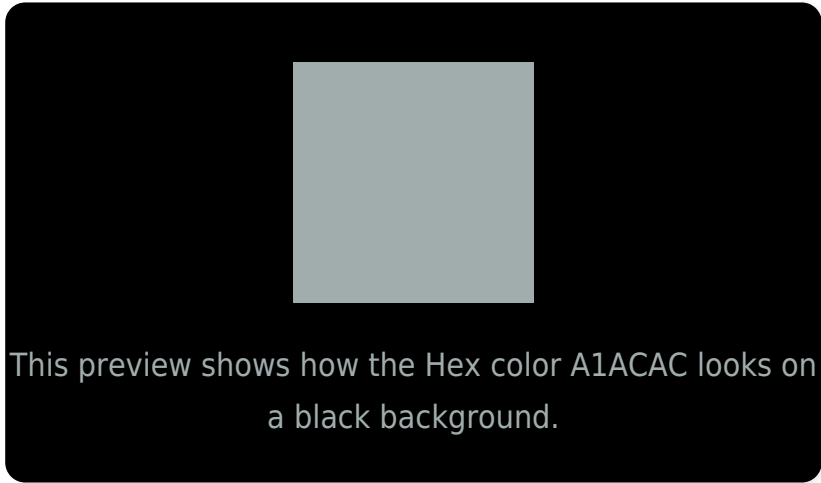 This preview shows how the Hex color A1ACAC looks on
a black background.